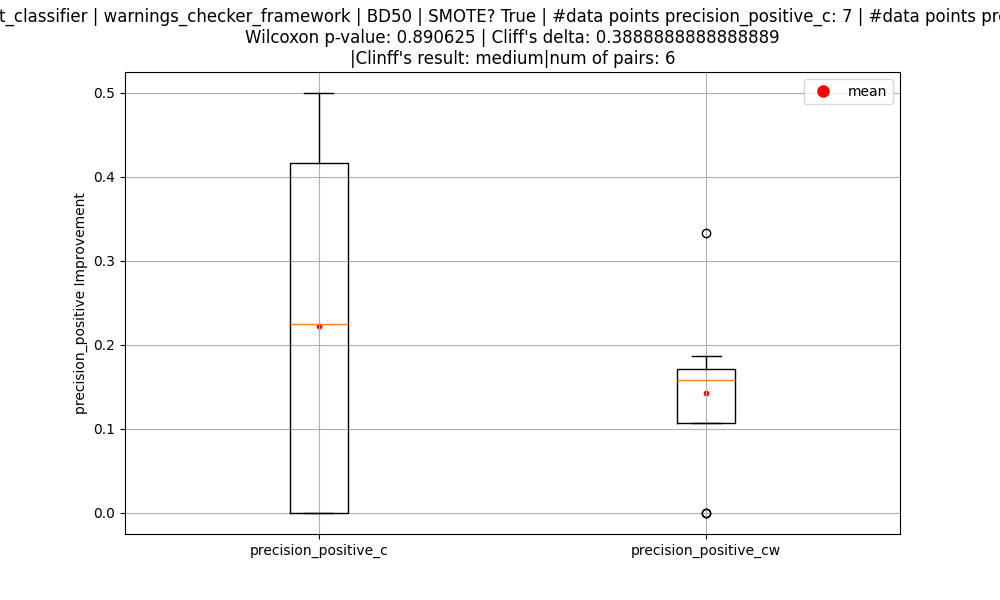 t_classifier | warnings_checker_framework | BD50 | SMOTE? True | #data points precision_positive_c: 7 | #data points pre
Wilcoxon p-value: 0.890625 | Cliff's delta: 0.3888888888888889
|Clinff's result: medium|num of pairs: 6
mean
0.5
0.4
0.3
0.2
0.1
0.0
precision_positive Improvement
precision_positive_c
precision_positive_cw